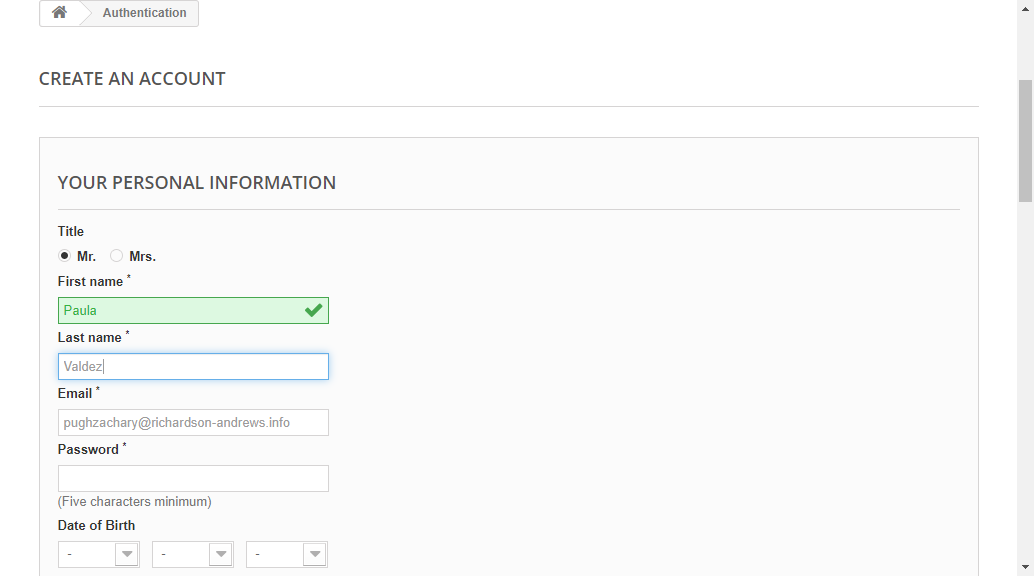 Authentication
CREATE AN ACCOUNT
YOUR PERSONAL INFORMATION
Title
Mr. Mrs.
First name *
Paula
Last name *
Valdez
Email *
pughzachary@richardson-andrews.info
Password *
(Five characters minimum)
Date of Birth
- - -